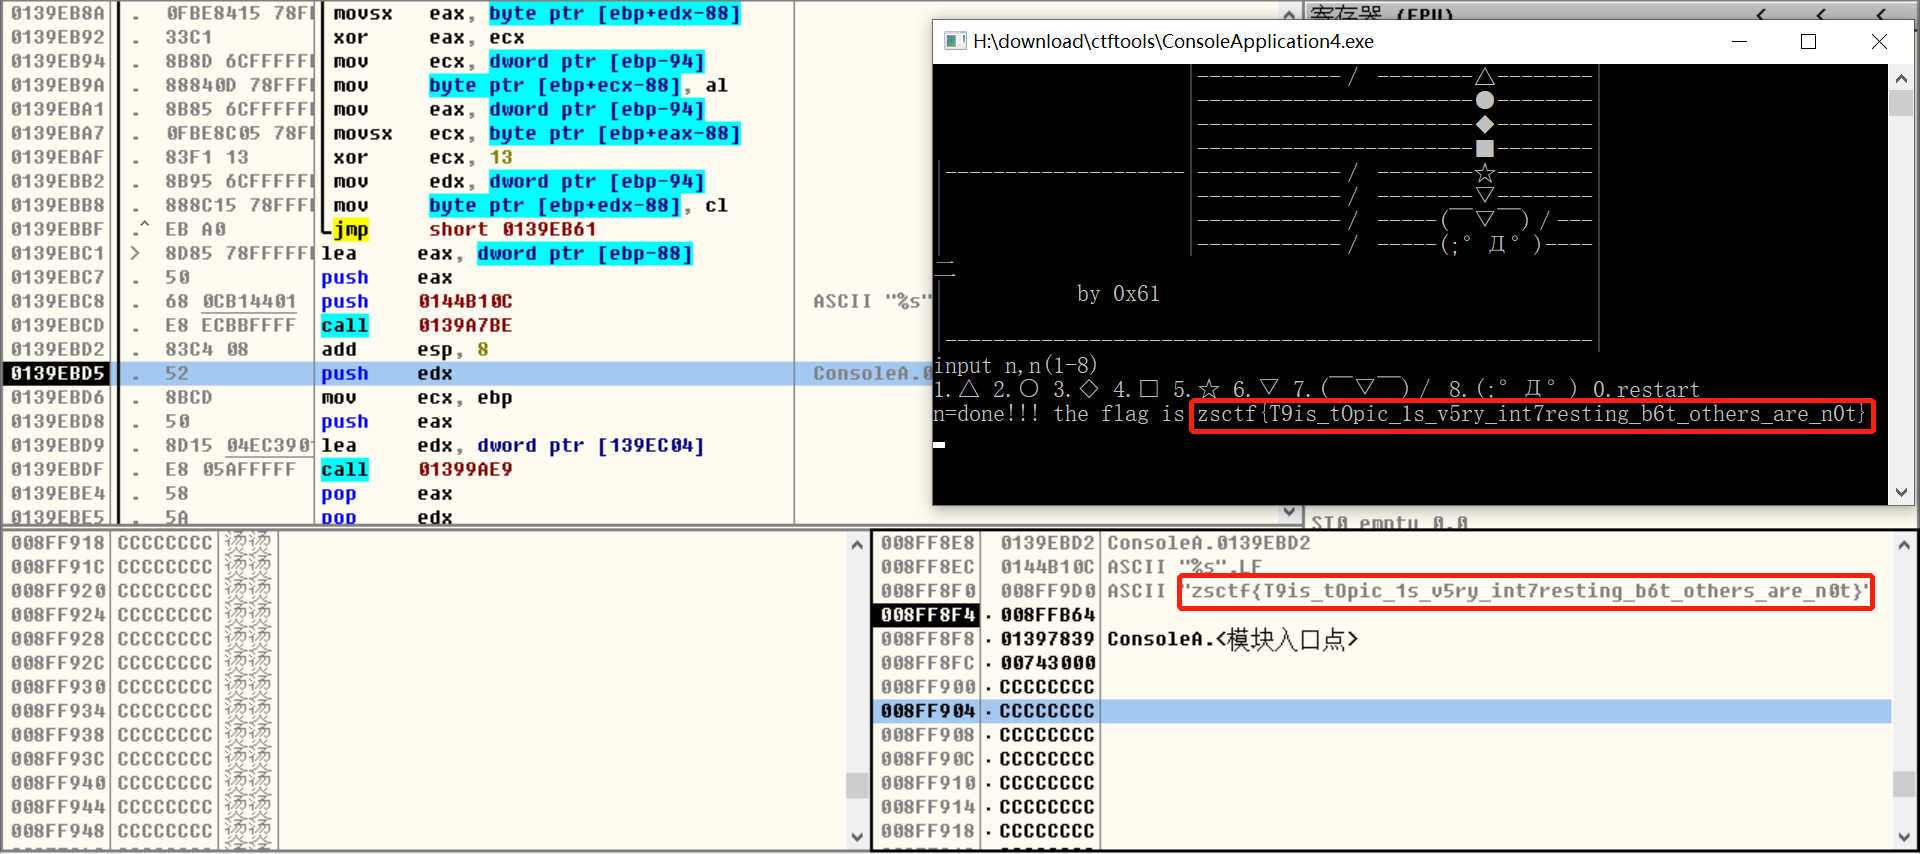 0139EB8A . 0FBE8415 78F movsx eax, byte ptr [ebp+edx-88]
0139EB92 . 33C1 xor eax, ecx
0139EB94 . 8B8D 6CFFFFF mov ecx, dword ptr [ebp-94]
0139EB9A . 88840D 78FFF mov byte ptr [ebp+ecx-88], al
0139EBA1 . 8B85 6CFFFFF mov eax, dword ptr [ebp-94]
0139EBA7 . 0FBE8C05 78F movsx ecx, byte ptr [ebp+eax-88]
0139EBAF . 83F1 13 xor ecx, 13
0139EBB2 . 8B95 6CFFFFF mov edx, dword ptr [ebp-94]
0139EBB8 . 888C15 78FFF mov byte ptr [ebp+edx-88], cl
0139EBBF .^ EB A0 jmp short 0139EB61
0139EBC1 > 8D85 78FFFFF lea eax, dword ptr [ebp-88]
0139EBC7 . 50 push eax
0139EBC8 . 68 0CB14401 push 0144B10C ASCII "%s"
0139EBCD . E8 ECBBFFFF call 0139A7BE
0139EBD2 . 83C4 08 add esp, 8
0139EBD5 . 52 push edx ConsoleA.0
0139EBD6 . 8BCD mov ecx, ebp
0139EBD8 . 50 push eax
0139EBD9 . 8D15 04EC390 lea edx, dword ptr [139EC04]
0139EBDF . E8 05AFFFFF call 01399AE9
0139EBE4 . 58 pop eax
0139EBE5 . 5A pop edx
寄存器 (FPU) < < <
H:\download\ctftools\ConsoleApplication4.exe
------------ / --------△--------
-----------------------●--------
-----------------------◆--------
-----------------------■--------
-------------------- ------------ / --------☆--------
------------ / --------▽--------
------------ / -----(￣▽￣)/---
------------ / -----(;°Д°)----
二
by 0x61
------------------------------------------------------
input n,n(1-8)
1.△ 2.○ 3.◇ 4.□ 5.☆ 6.▽ 7.(￣▽￣)/ 8.(;°Д°) 0.restart
n=done!!! the flag is zsctf{T9is_tOpic_1s_v5ry_int7resting_b6t_others_are_n0t}
ST0 empty 0.0
008FF918 CCCCCCCC 烫烫
008FF91C CCCCCCCC 烫烫
008FF920 CCCCCCCC 烫烫
008FF924 CCCCCCCC 烫烫
008FF928 CCCCCCCC 烫烫
008FF92C CCCCCCCC 烫烫
008FF930 CCCCCCCC 烫烫
008FF934 CCCCCCCC 烫烫
008FF938 CCCCCCCC 烫烫
008FF93C CCCCCCCC 烫烫
008FF940 CCCCCCCC 烫烫
008FF944 CCCCCCCC 烫烫
008FF948 CCCCCCCC 烫烫
008FF8E8 0139EBD2 ConsoleA.0139EBD2
008FF8EC 0144B10C ASCII "%s",LF
008FF8F0 008FF9D0 ASCII "zsctf{T9is_tOpic_1s_v5ry_int7resting_b6t_others_are_n0t}"
008FF8F4 · 008FFB64
008FF8F8 · 01397839 ConsoleA.<模块入口点>
008FF8FC · 00743000
008FF900 · CCCCCCCC
008FF904 · CCCCCCCC
008FF908 · CCCCCCCC
008FF90C · CCCCCCCC
008FF910 · CCCCCCCC
008FF914 · CCCCCCCC
008FF918 · CCCCCCCC